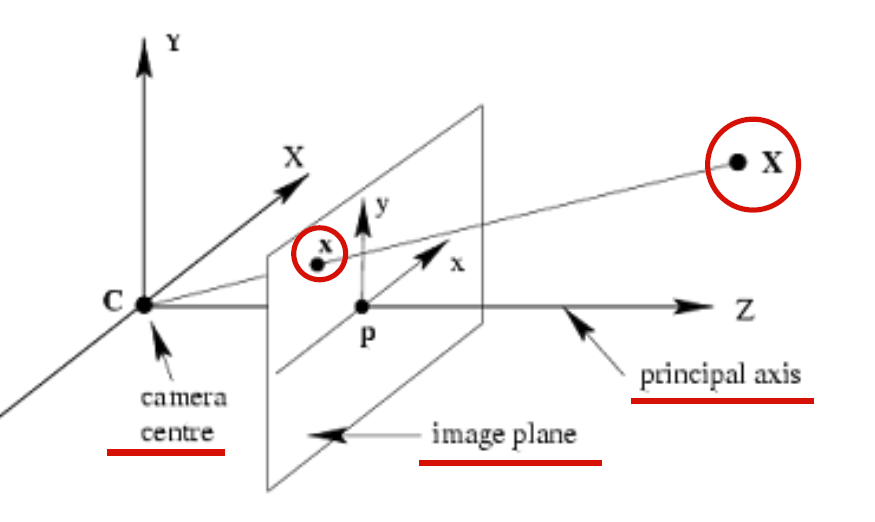 Y
X
y
X
x
x
C
p
Z
camera
centre
principal axis
image plane